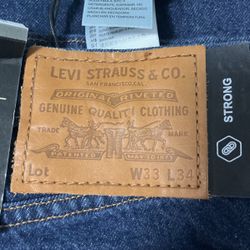 LEVI STRAUSS & CO.
SAN FRANCISCO, CAL.
ORIGINAL RIVETED
GENUINE QUALITY CLOTHING
TRADE MARK
PATENTED MAY 20 1873
Lot W33 L34
STRONG